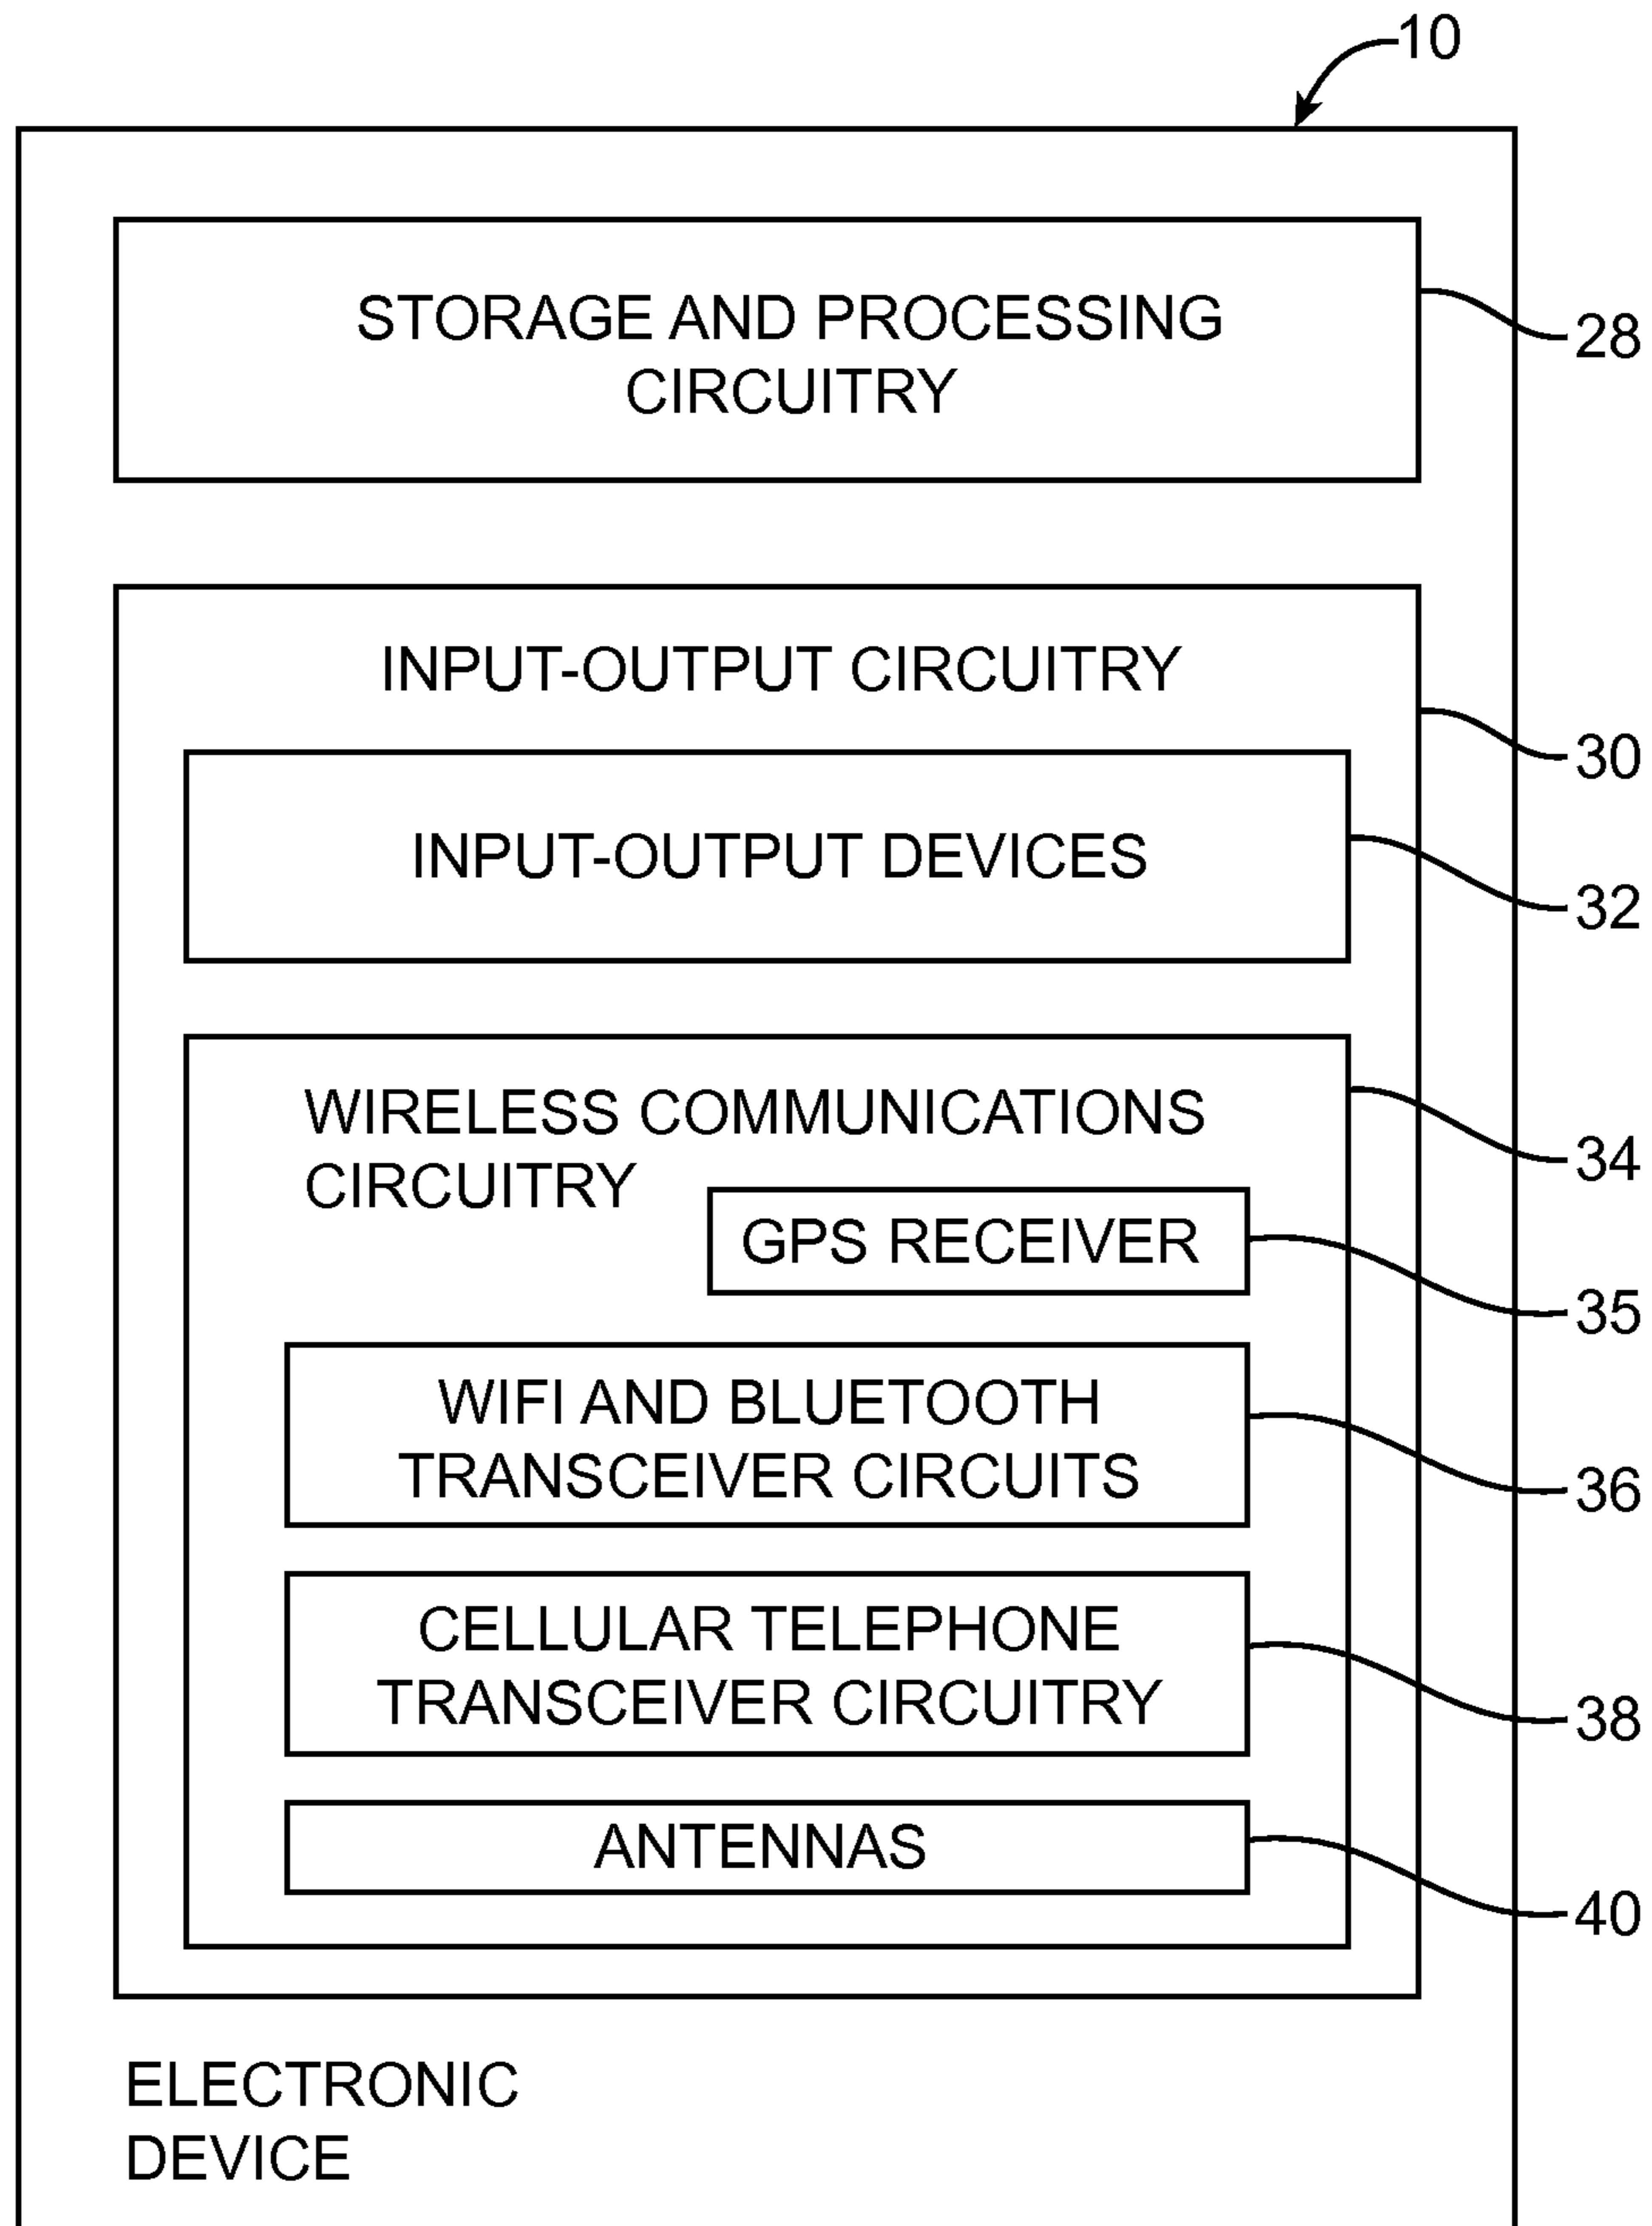 10
STORAGE AND PROCESSING
CIRCUITRY
28
INPUT-OUTPUT CIRCUITRY
30
INPUT-OUTPUT DEVICES
32
WIRELESS COMMUNICATIONS
CIRCUITRY
34
GPS RECEIVER
35
WIFI AND BLUETOOTH
TRANSCEIVER CIRCUITS
36
CELLULAR TELEPHONE
TRANSCEIVER CIRCUITRY
38
ANTENNAS
40
ELECTRONIC
DEVICE